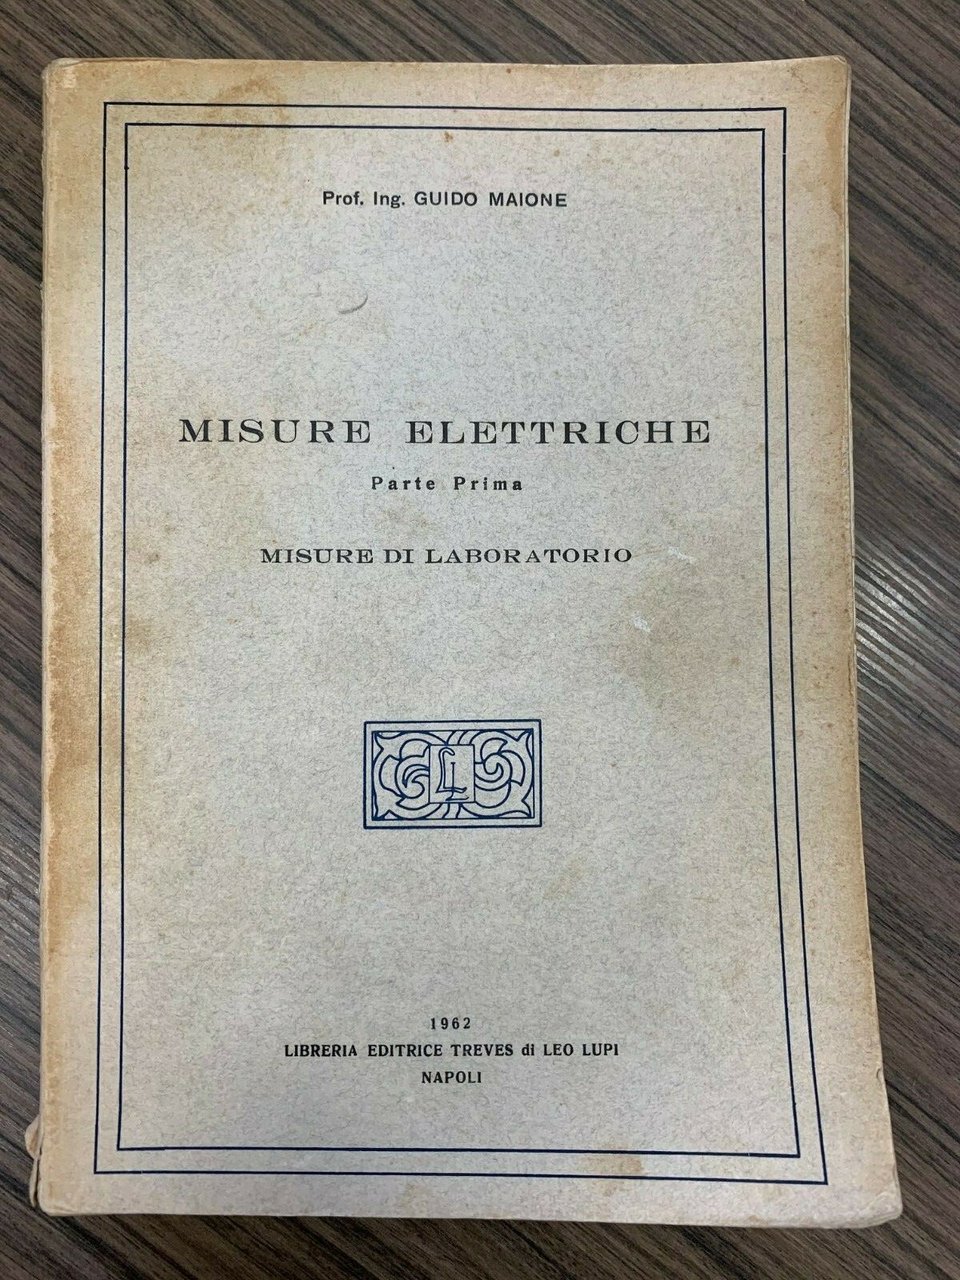 Prof. Ing. GUIDO MAIONE
MISURE ELETTRICHE
Parte Prima
MISURE DI LABORATORIO
LL
1962
LIBRERIA EDITRICE TREVES di LEO LUPI
NAPOLI